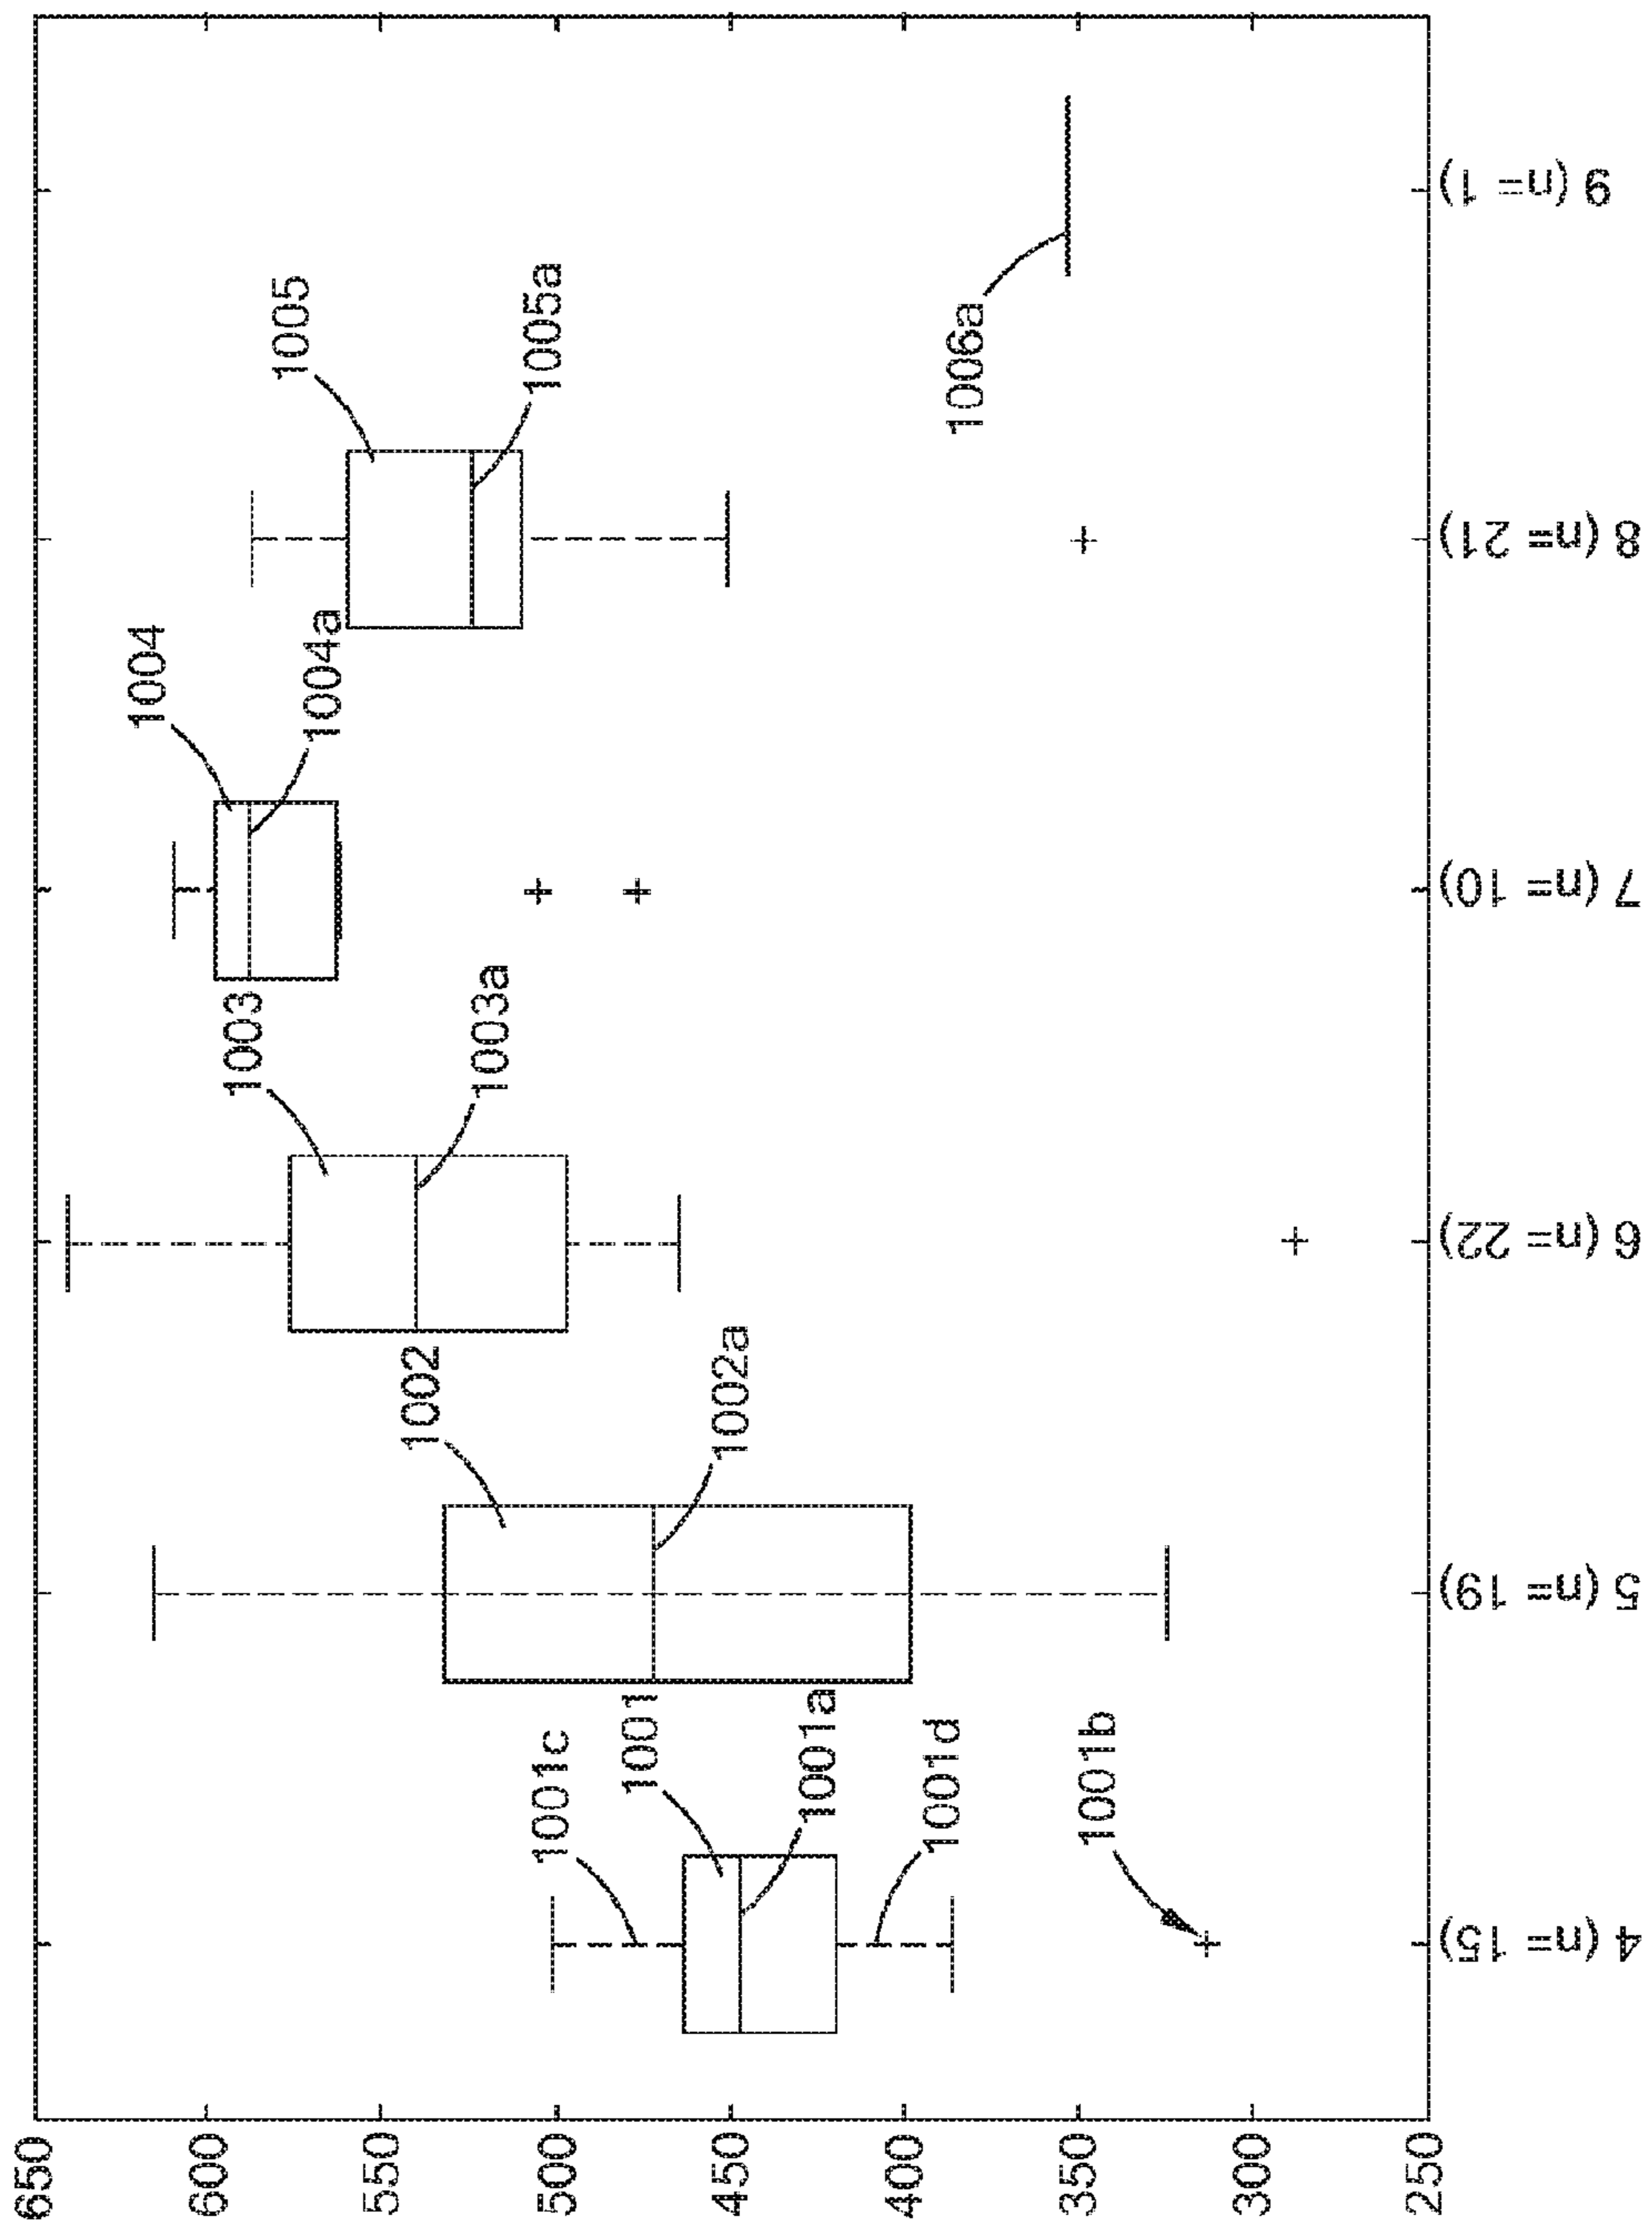 650
600
550
500
450
400
350
300
250
4 (n= 15)
5 (n= 19)
6 (n= 22)
7 (n= 10)
8 (n= 21)
9 (n= 1)
1001c
1001
1001a
1001d
1001b
1002
1002a
1003
1003a
1004
1004a
1005
1005a
1006a